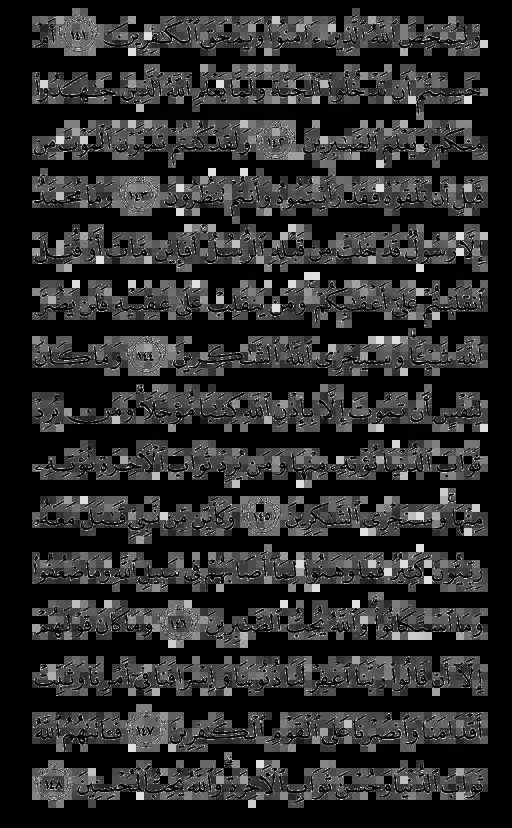 وَلِيُمَحِّصَ ٱللَّهُ ٱلَّذِينَ ءَامَنُوا۟ وَيَمْحَقَ ٱلْكَـٰفِرِينَ ١٤١ أَمْ
حَسِبْتُمْ أَن تَدْخُلُوا۟ ٱلْجَنَّةَ وَلَمَّا يَعْلَمِ ٱللَّهُ ٱلَّذِينَ جَـٰهَدُوا۟
مِنكُمْ وَيَعْلَمَ ٱلصَّـٰبِرِينَ ١٤٢ وَلَقَدْ كُنتُمْ تَمَنَّوْنَ ٱلْمَوْتَ مِن
قَبْلِ أَن تَلْقَوْهُ فَقَدْ رَأَيْتُمُوهُ وَأَنتُمْ تَنظُرُونَ ١٤٣ وَمَا مُحَمَّدٌ
إِلَّا رَسُولٌ قَدْ خَلَتْ مِن قَبْلِهِ ٱلرُّسُلُ أَفَإِي۟ن مَّاتَ أَوْ قُتِلَ
ٱنقَلَبْتُمْ عَلَىٰٓ أَعْقَـٰبِكُمْ وَمَن يَنقَلِبْ عَلَىٰ عَقِبَيْهِ فَلَن يَضُرَّ
ٱللَّهَ شَيْـًٔا وَسَيَجْزِى ٱللَّهُ ٱلشَّـٰكِرِينَ ١٤٤ وَمَا كَانَ
لِنَفْسٍ أَن تَمُوتَ إِلَّا بِإِذْنِ ٱللَّهِ كِتَـٰبًا مُّؤَجَّلًا وَمَن يُرِدْ
ثَوَابَ ٱلدُّنْيَا نُؤْتِهِۦ مِنْهَا وَمَن يُرِدْ ثَوَابَ ٱلْـَٔاخِرَةِ نُؤْتِهِۦ
مِنْهَا وَسَنَجْزِى ٱلشَّـٰكِرِينَ ١٤٥ وَكَأَيِّن مِّن نَّبِىٍّ قَـٰتَلَ مَعَهُۥ
رِبِّيُّونَ كَثِيرٌ فَمَا وَهَنُوا۟ لِمَآ أَصَابَهُمْ فِى سَبِيلِ ٱللَّهِ وَمَا ضَعُفُوا۟
وَمَا ٱسْتَكَانُوا۟ وَٱللَّهُ يُحِبُّ ٱلصَّـٰبِرِينَ ١٤٦ وَمَا كَانَ قَوْلَهُمْ
إِلَّآ أَن قَالُوا۟ رَبَّنَا ٱغْفِرْ لَنَا ذُنُوبَنَا وَإِسْرَافَنَا فِىٓ أَمْرِنَا وَثَبِّتْ
أَقْدَامَنَا وَٱنصُرْنَا عَلَى ٱلْقَوْمِ ٱلْكَـٰفِرِينَ ١٤٧ فَـَٔاتَىٰهُمُ ٱللَّهُ
ثَوَابَ ٱلدُّنْيَا وَحُسْنَ ثَوَابِ ٱلْـَٔاخِرَةِ وَٱللَّهُ يُحِبُّ ٱلْمُحْسِنِينَ ١٤٨